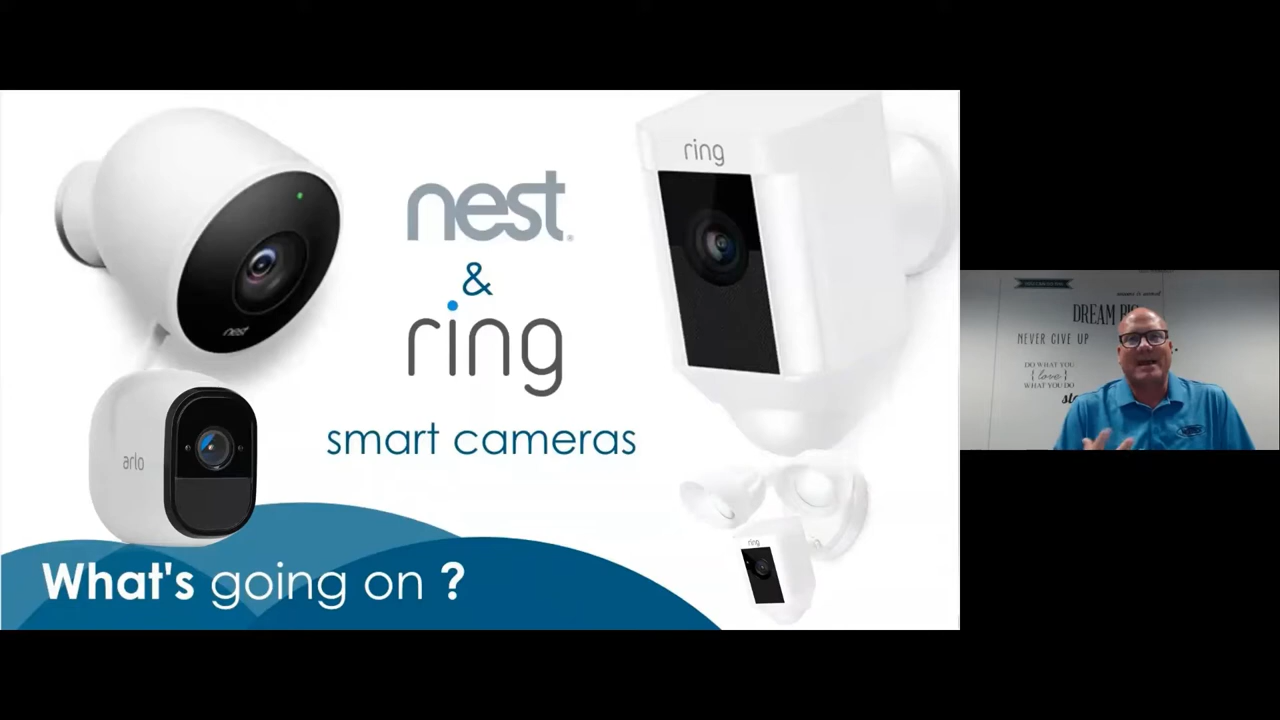 nest
&
ring
smart cameras
What's going on ?
nest
arlo
ring
ring
DREAM
NEVER GIVE UP
DO WHAT YOU
{ love }
WHAT YOU DO